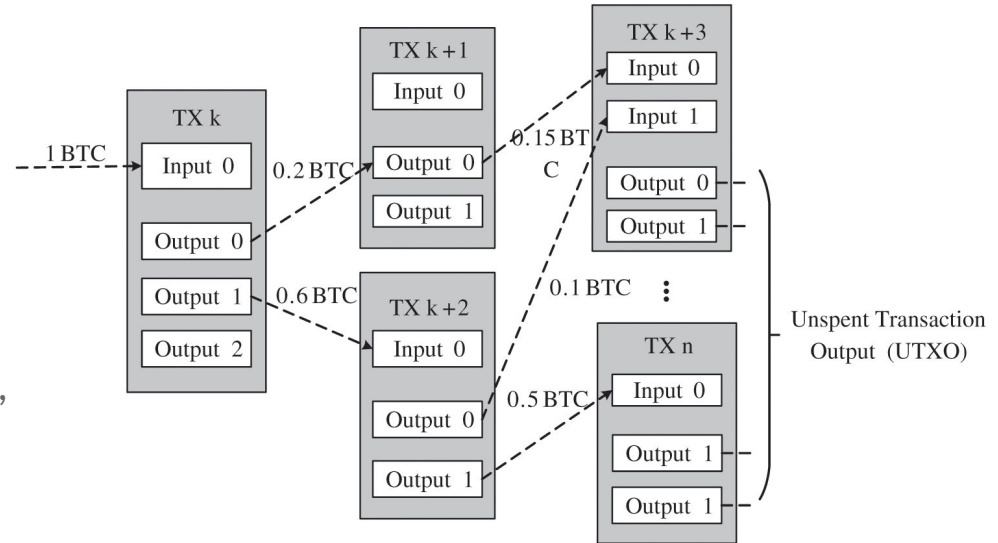 1 BTC
TX k
Input 0
Output 0
Output 1
Output 2
0.2 BTC
0.6 BTC
TX k+1
Input 0
Output 0
Output 1
TX k+2
Input 0
Output 0
Output 1
0.15 BT
C
0.1 BTC
0.5 BTC
TX k+3
Input 0
Input 1
Output 0
Output 1
TX n
Input 0
Output 1
Output 1
Unspent Transaction
Output (UTXO)
,